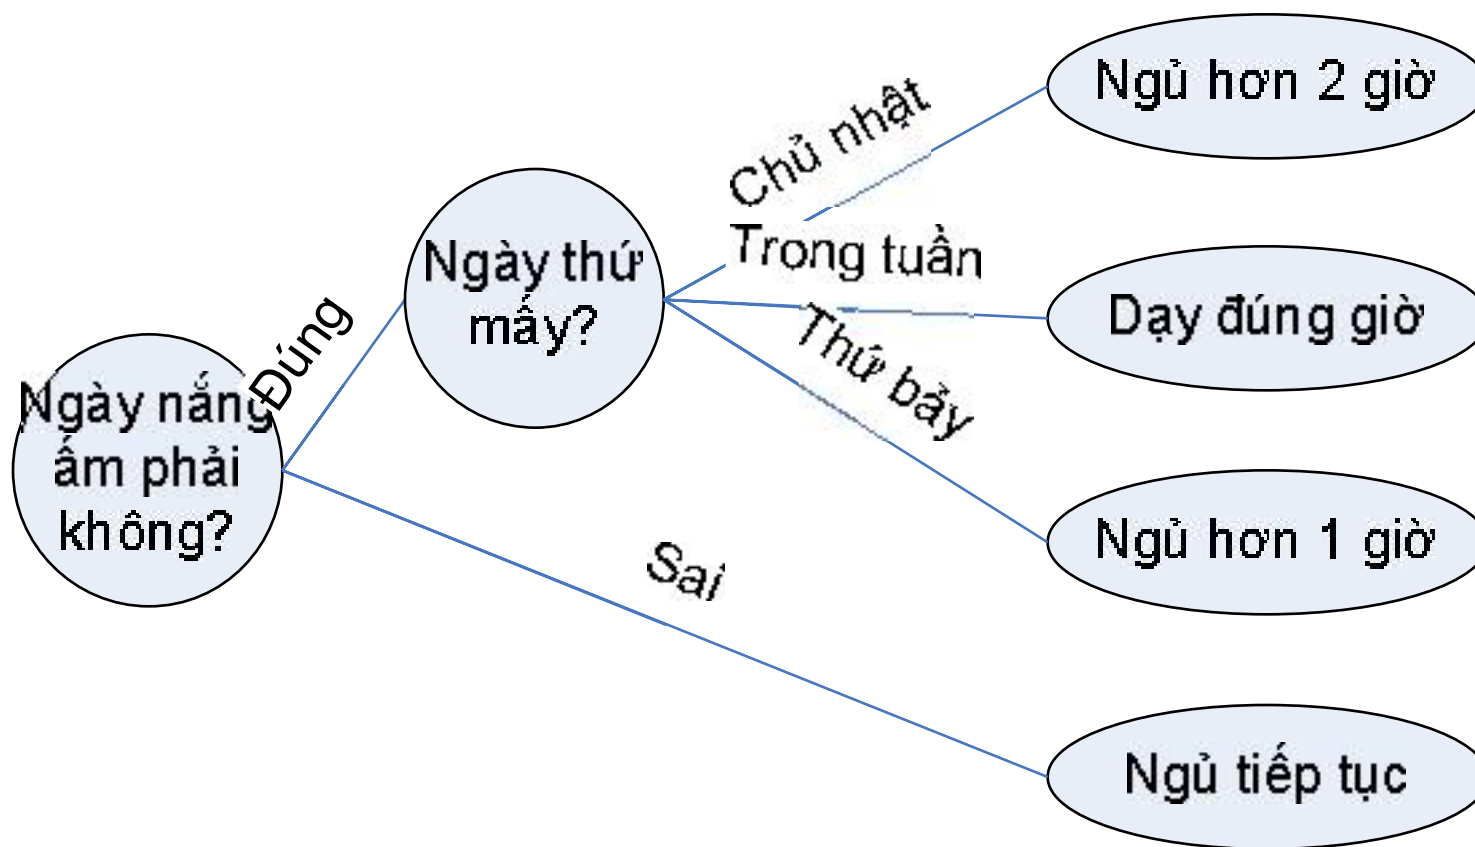 Ngày nắng
ấm phải
không?
Đúng
Sai
Ngày thứ
mấy?
Chủ nhật
Trong tuần
Thứ bảy
Ngủ hơn 2 giờ
Dạy đúng giờ
Ngủ hơn 1 giờ
Ngủ tiếp tục